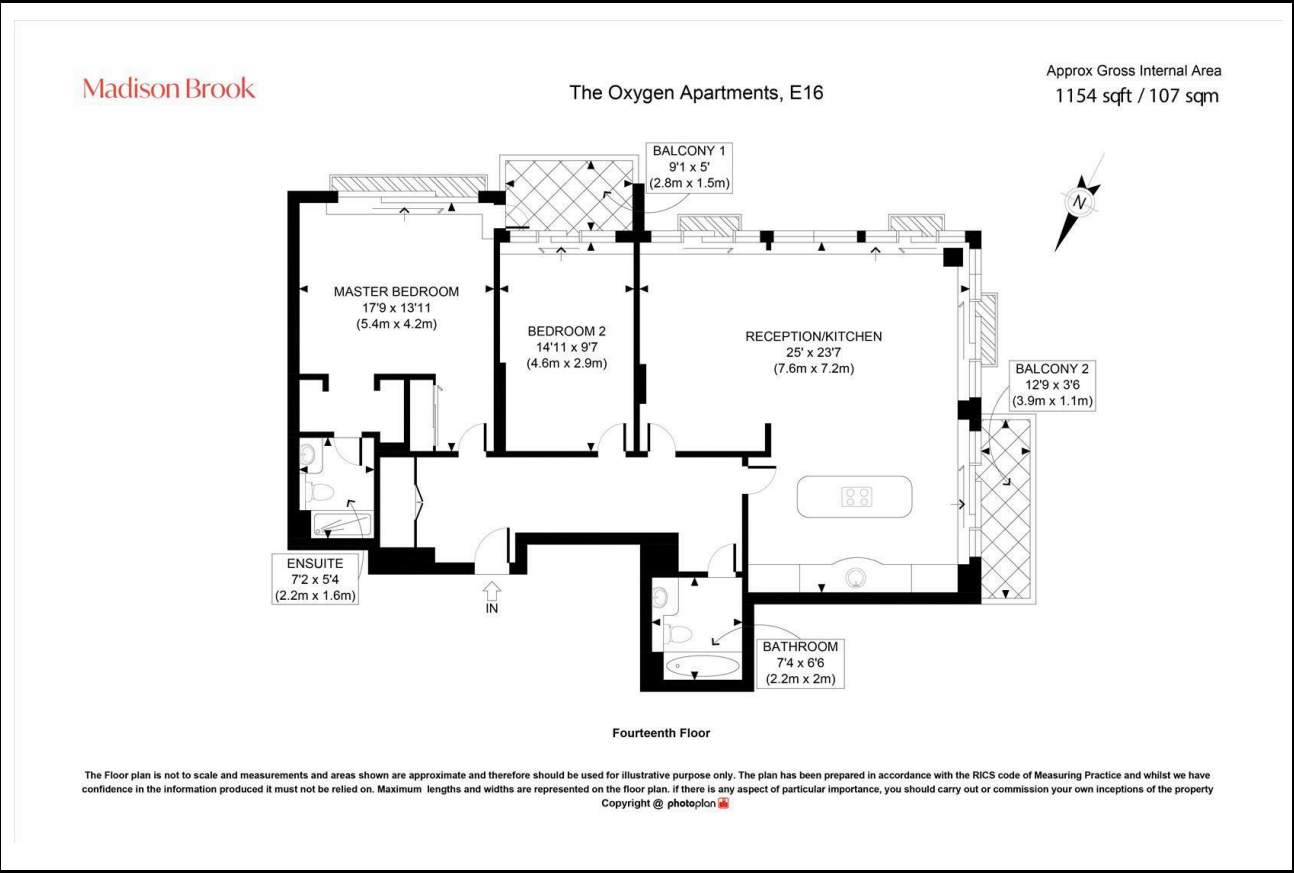 Madison Brook
The Oxygen Apartments, E16
Approx Gross Internal Area
1154 sqft / 107 sqm
BALCONY 1
9'1 x 5'
(2.8m x 1.5m)
N
MASTER BEDROOM
17'9 x 13'11
(5.4m x 4.2m)
BEDROOM 2
14'11 x 9'7
(4.6m x 2.9m)
RECEPTION/KITCHEN
25' x 23'7
(7.6m x 7.2m)
BALCONY 2
12'9 x 3'6
(3.9m x 1.1m)
ENSUITE
7'2 x 5'4
(2.2m x 1.6m)
IN
BATHROOM
7'4 x 6'6
(2.2m x 2m)
Fourteenth Floor
The Floor plan is not to scale and measurements and areas shown are approximate and therefore should be used for illustrative purpose only. The plan has been prepared in accordance with the RICS code of Measuring Practice and whilst we have
confidence in the information produced it must not be relied on. Maximum lengths and widths are represented on the floor plan. if there is any aspect of particular importance, you should carry out or commission your own inceptions of the property
Copyright @ photoplan